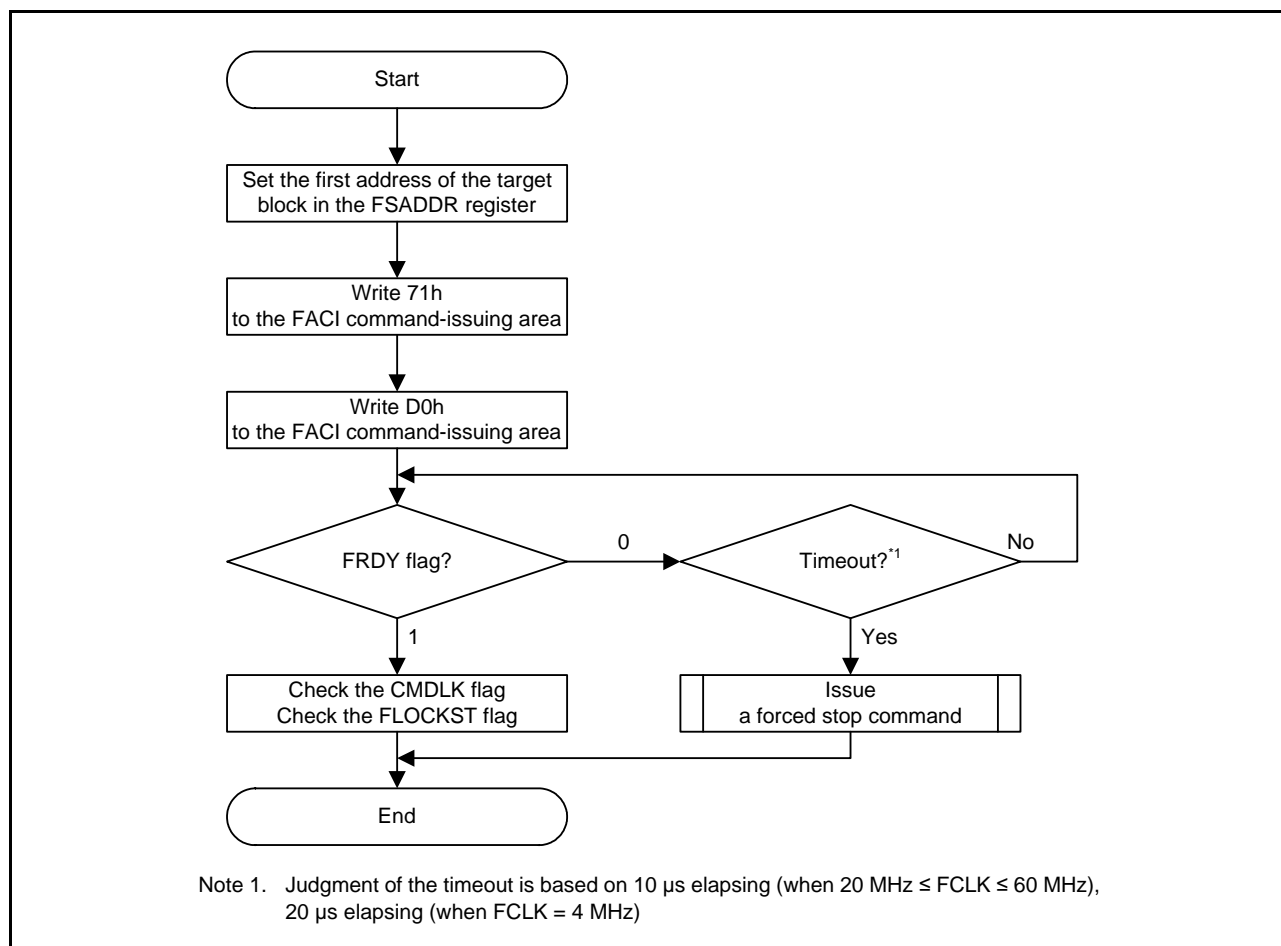 Start
Set the first address of the target
block in the FSADDR register
Write 71h
to the FACI command-issuing area
Write D0h
to the FACI command-issuing area
FRDY flag?
0
Timeout?*1
No
1
Yes
Check the CMDLK flag
Check the FLOCKST flag
Issue
a forced stop command
End
Note 1. Judgment of the timeout is based on 10 µs elapsing (when 20 MHz ≤ FCLK ≤ 60 MHz),
20 µs elapsing (when FCLK = 4 MHz)